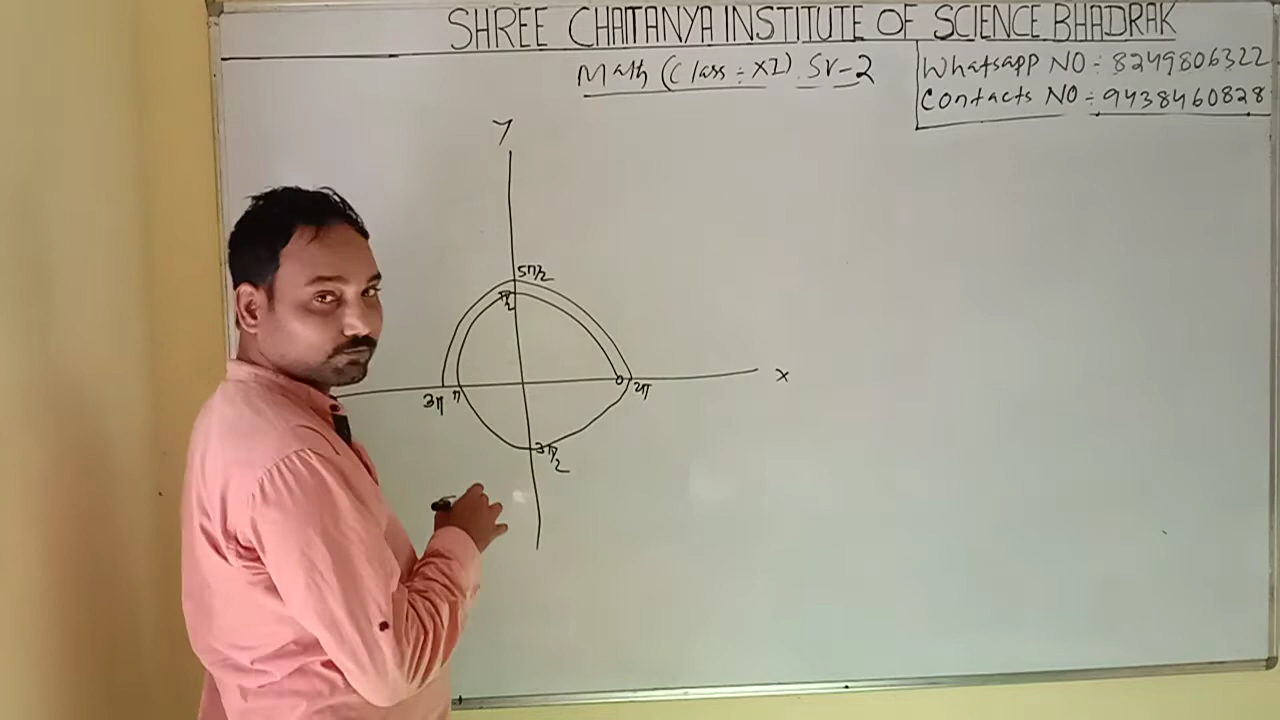 SHREE CHAITANYA INSTITUTE OF SCIENCE BHADRAK
Math (Class ÷ XI) Sr-2
Whatsapp NO ÷ 8249806322
Contacts NO ÷ 9438460828
Y
5π/2
π/2
3π π 0 2π X
3π/2